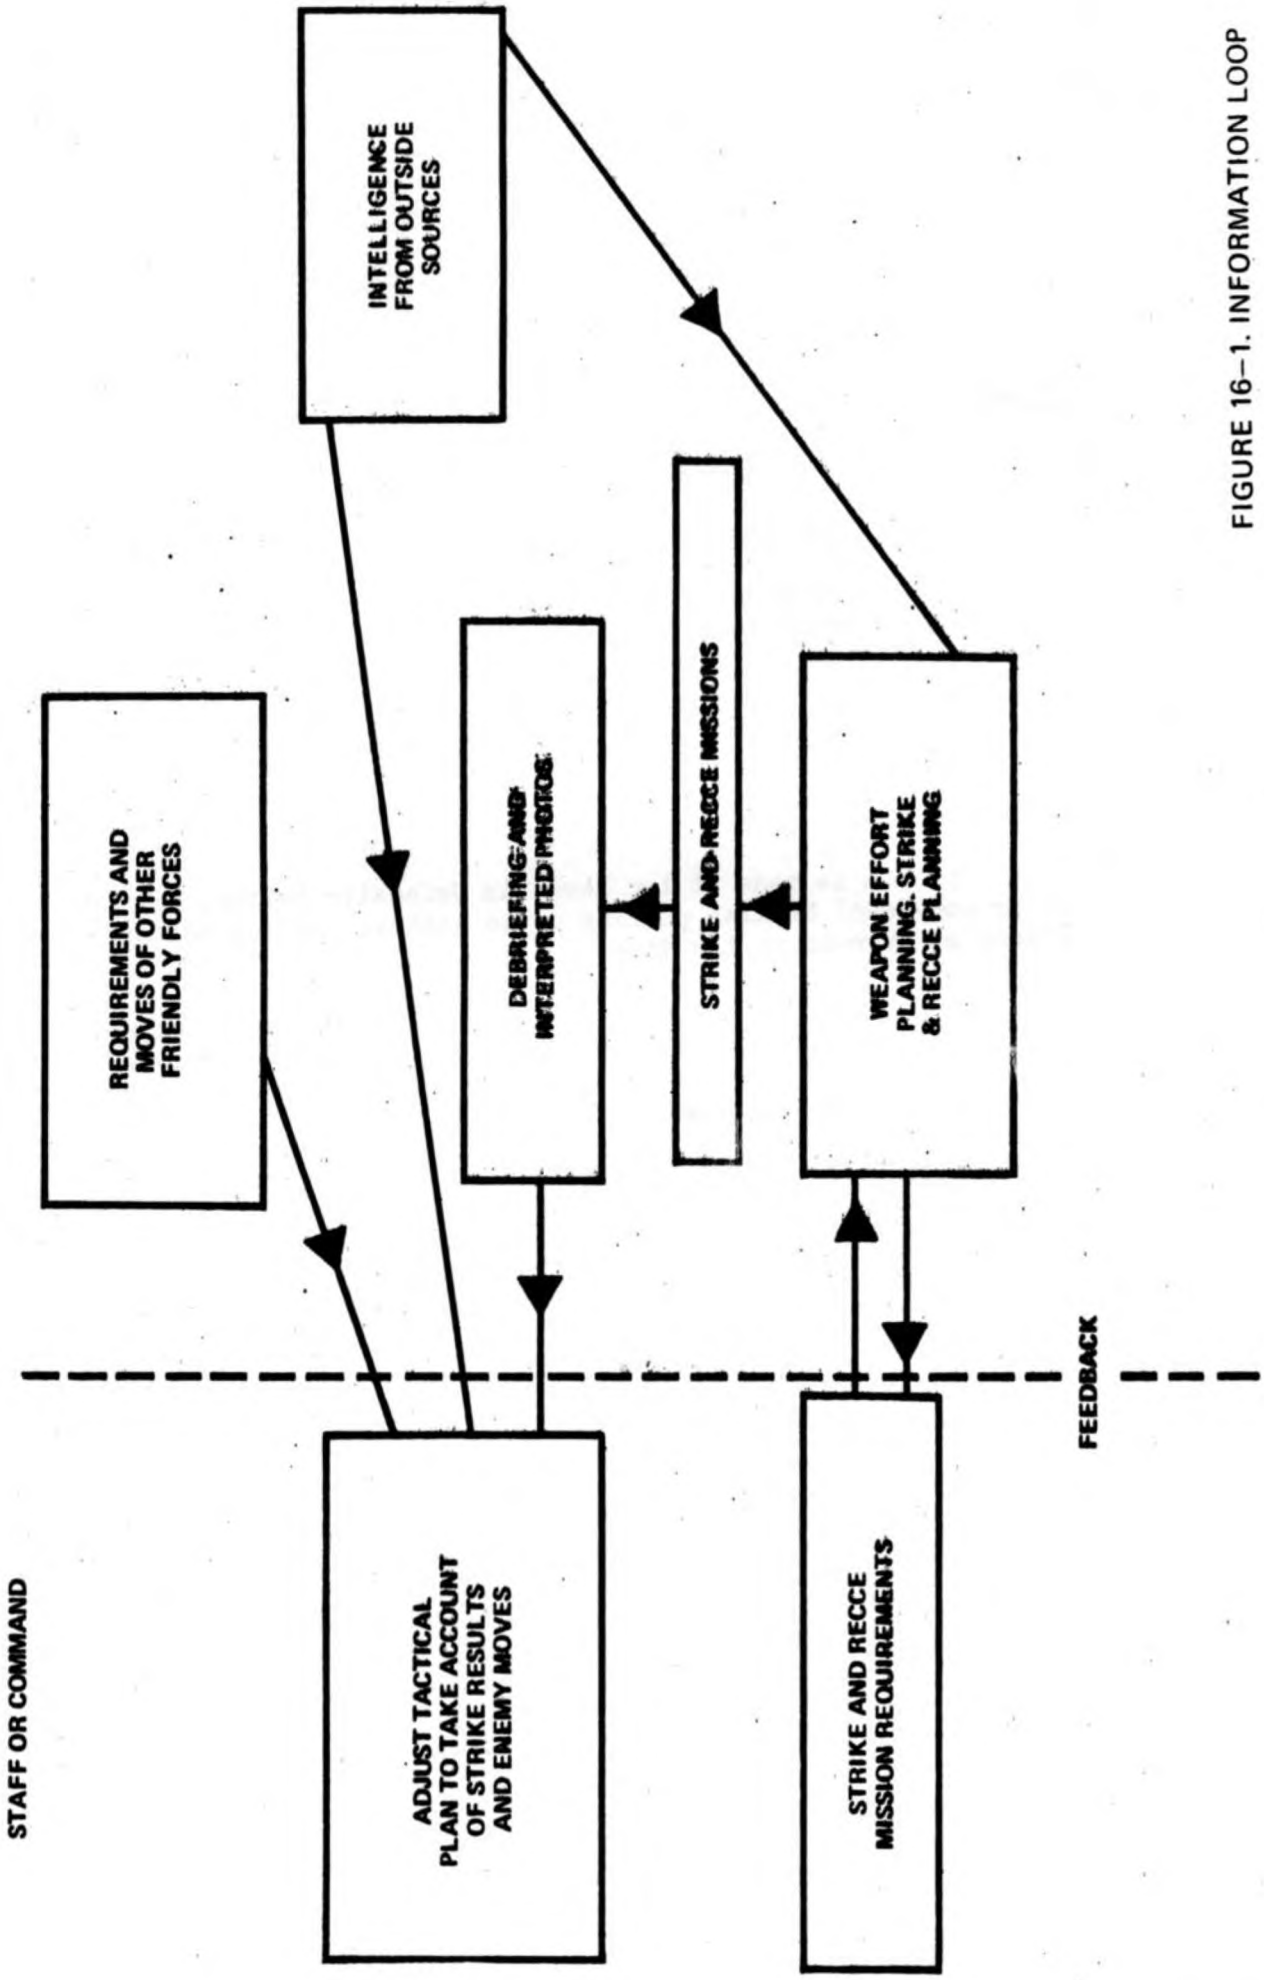 STAFF OR COMMAND
REQUIREMENTS AND
MOVES OF OTHER
FRIENDLY FORCES
INTELLIGENCE
FROM OUTSIDE
SOURCES
ADJUST TACTICAL
PLAN TO TAKE ACCOUNT
OF STRIKE RESULTS
AND ENEMY MOVES
DEBRIEFING AND
INTERPRETED PHOTOS
STRIKE AND RECCE MISSIONS
STRIKE AND RECCE
MISSION REQUIREMENTS
WEAPON EFFORT
PLANNING. STRIKE
& RECCE PLANNING
FEEDBACK
FIGURE 16–1. INFORMATION LOOP